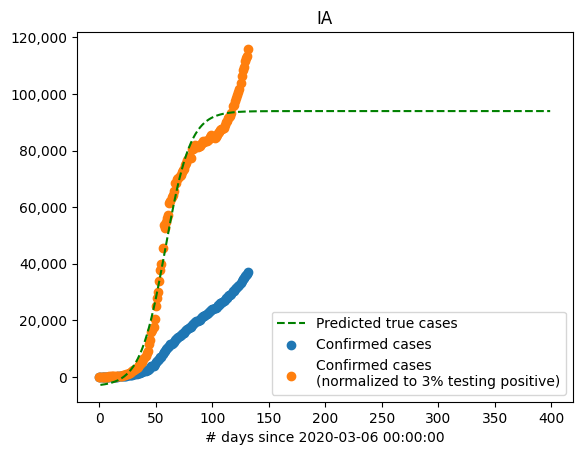 IA
120,000
100,000
80,000
60,000
40,000
20,000
0
0 50 100 150 200 250 300 350 400
# days since 2020-03-06 00:00:00
Predicted true cases
Confirmed cases
Confirmed cases
(normalized to 3% testing positive)